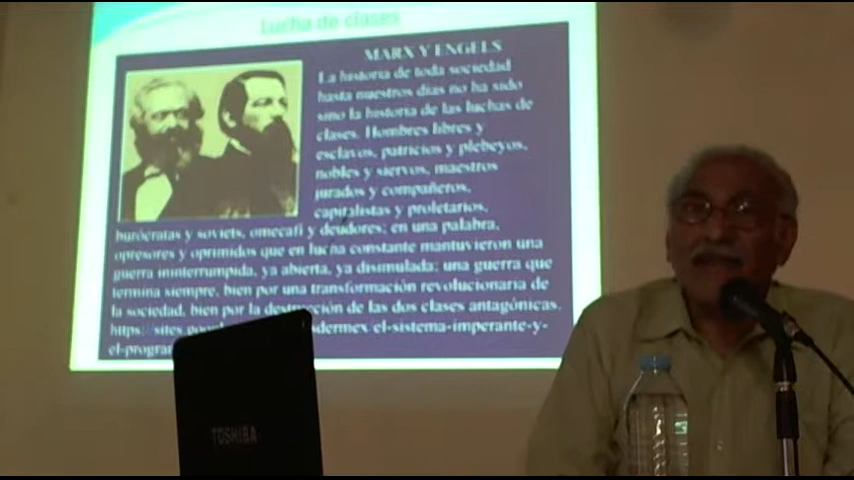 Lucha de clases
MARX Y ENGELS
La historia de toda sociedad
hasta nuestros días no ha sido
sino la historia de las luchas de
clases. Hombres libres y
esclavos, patricios y plebeyos,
nobles y siervos, maestros
jurados y compañeros,
capitalistas y proletarios,
burócratas y soviets, omecafi y deudores; en una palabra,
opresores y oprimidos que en lucha constante mantuvieron una
guerra ininterrumpida, ya abierta, ya disimulada; una guerra que
termina siempre, bien por una transformación revolucionaria de
la sociedad, bien por la destrucción de las dos clases antagónicas.
https: sites dermex el-sistema-imperante-y-
el-progra
TOSHIBA